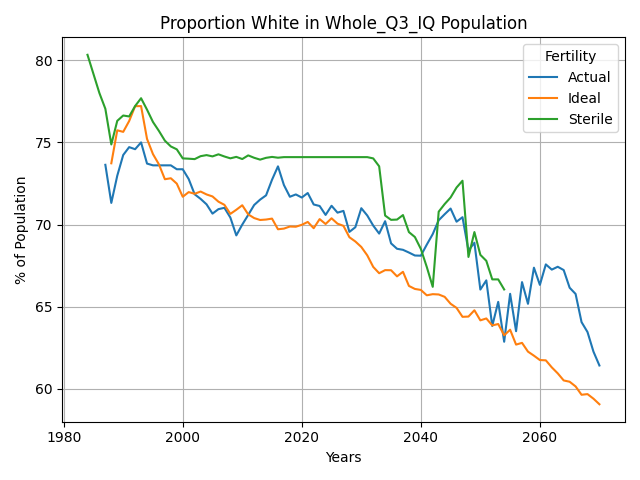 Proportion White in Whole_Q3_IQ Population
% of Population
80
75
70
65
60
Fertility
Actual
Ideal
Sterile
1980
2000
2020
2040
2060
Years